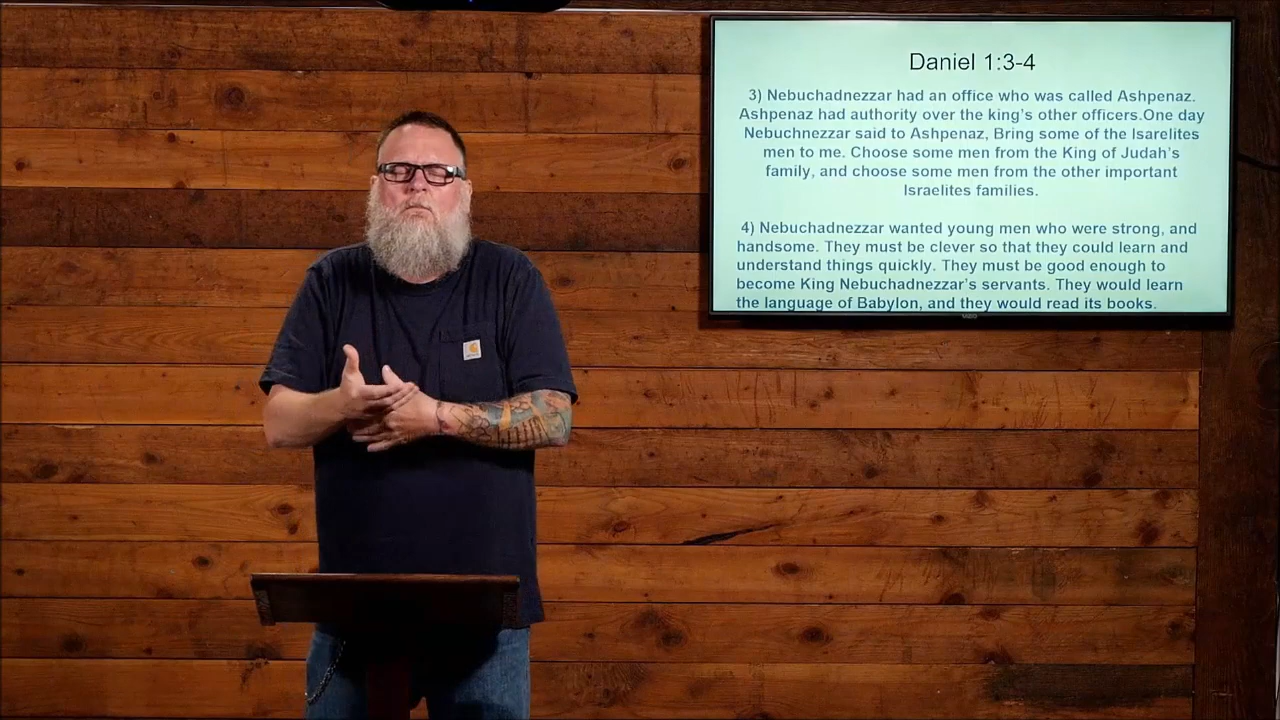 Daniel 1:3-4
3) Nebuchadnezzar had an office who was called Ashpenaz.
Ashpenaz had authority over the king's other officers.One day
Nebuchnezzar said to Ashpenaz, Bring some of the Isarelites
men to me. Choose some men from the King of Judah's
family, and choose some men from the other important
Israelites families.
4) Nebuchadnezzar wanted young men who were strong, and
handsome. They must be clever so that they could learn and
understand things quickly. They must be good enough to
become King Nebuchadnezzar's servants. They would learn
the language of Babylon, and they would read its books.